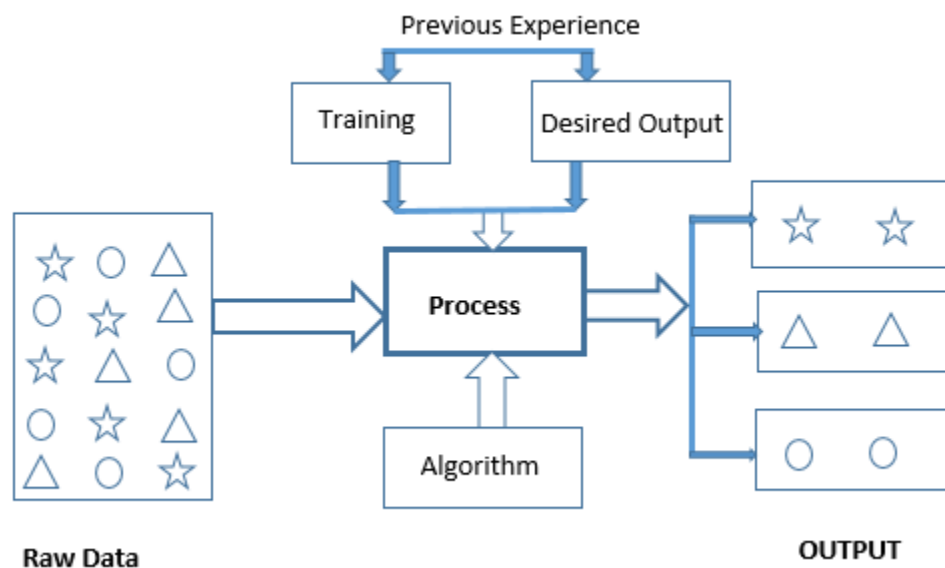 Previous Experience
Training
Desired Output
Process
Algorithm
Raw Data
OUTPUT